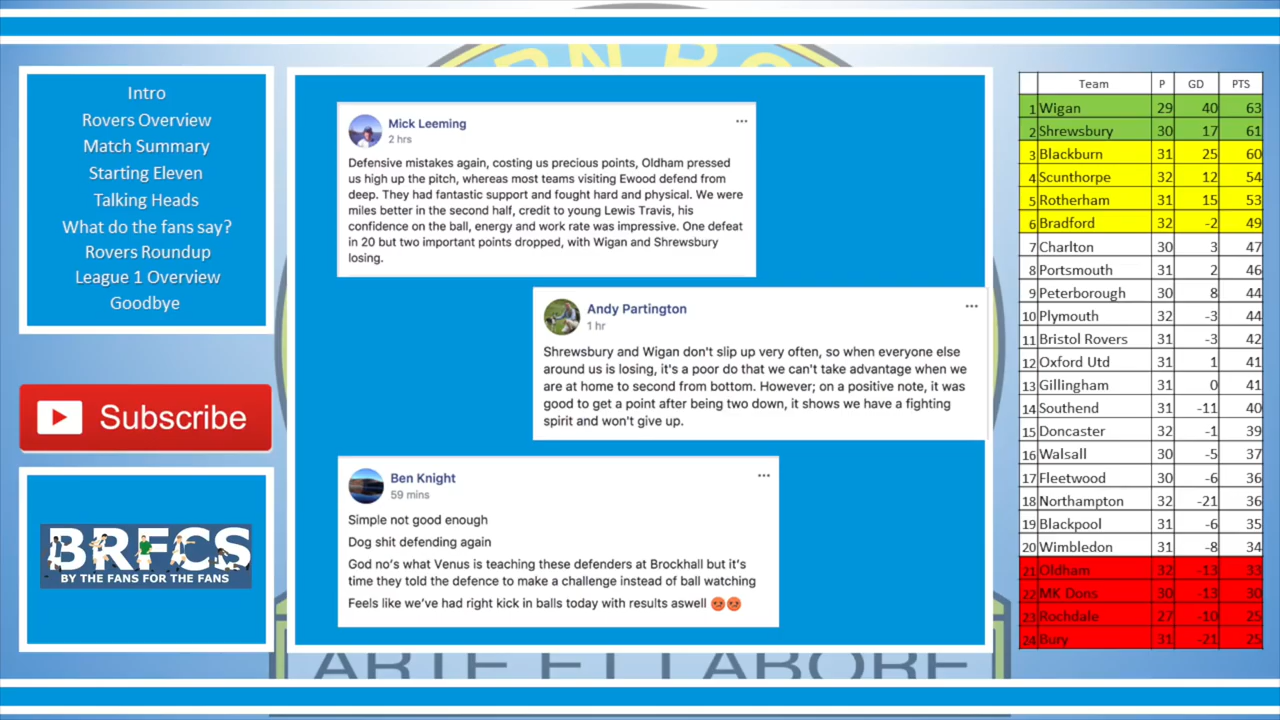 RN RO
Intro
Rovers Overview
Match Summary
Starting Eleven
Talking Heads
What do the fans say?
Rovers Roundup
League 1 Overview
Goodbye
Subscribe
BRFCS
BY THE FANS FOR THE FANS
Mick Leeming
2 hrs
Defensive mistakes again, costing us precious points, Oldham pressed
us high up the pitch, whereas most teams visiting Ewood defend from
deep. They had fantastic support and fought hard and physical. We were
miles better in the second half, credit to young Lewis Travis, his
confidence on the ball, energy and work rate was impressive. One defeat
in 20 but two important points dropped, with Wigan and Shrewsbury
losing.
Andy Partington
1 hr
Shrewsbury and Wigan don't slip up very often, so when everyone else
around us is losing, it's a poor do that we can't take advantage when we
are at home to second from bottom. However; on a positive note, it was
good to get a point after being two down, it shows we have a fighting
spirit and won't give up.
Ben Knight
59 mins
Simple not good enough
Dog shit defending again
God no's what Venus is teaching these defenders at Brockhall but it's
time they told the defence to make a challenge instead of ball watching
Feels like we've had right kick in balls today with results aswell 😡😡
Team P GD PTS
1 Wigan 29 40 63
2 Shrewsbury 30 17 61
3 Blackburn 31 25 60
4 Scunthorpe 32 12 54
5 Rotherham 31 15 53
6 Bradford 32 -2 49
7 Charlton 30 3 47
8 Portsmouth 31 2 46
9 Peterborough 30 8 44
10 Plymouth 32 -3 44
11 Bristol Rovers 31 -3 42
12 Oxford Utd 31 1 41
13 Gillingham 31 0 41
14 Southend 31 -11 40
15 Doncaster 32 -1 39
16 Walsall 30 -5 37
17 Fleetwood 30 -6 36
18 Northampton 32 -21 36
19 Blackpool 31 -6 35
20 Wimbledon 31 -8 34
21 Oldham 32 -13 33
22 MK Dons 30 -13 30
23 Rochdale 27 -10 25
24 Bury 31 -21 25
ARTE ET LABORE